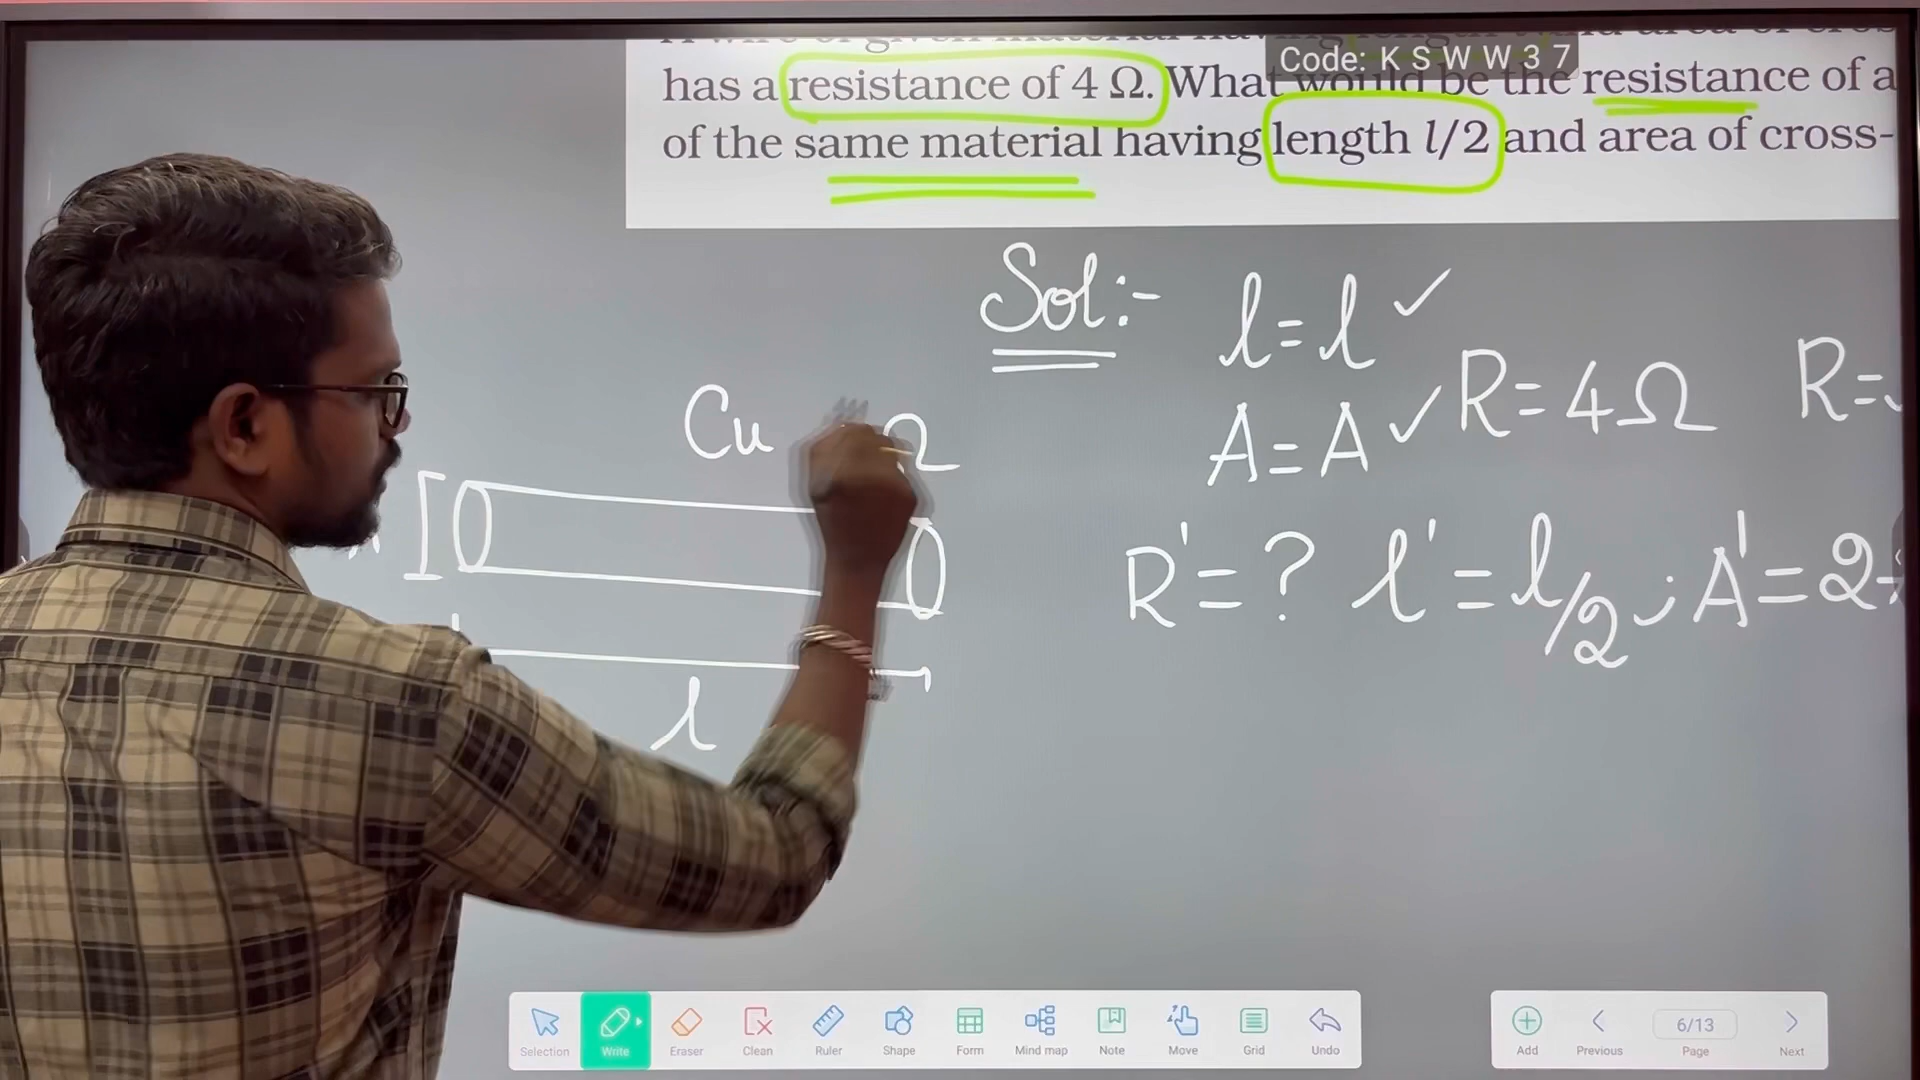 Code: K S W W 3 7
has a resistance of 4 Ω. What would be the resistance of a
of the same material having length l/2 and area of cross-
Sol:- l = l ✓
A = A ✓ R = 4 Ω R =
Cu Ω
R' = ? l' = l/2 ; A' = 2
l
Selection
Write
Eraser
Clean
Ruler
Shape
Form
Mind map
Note
Move
Grid
Undo
Add
Previous
6/13
Page
Next